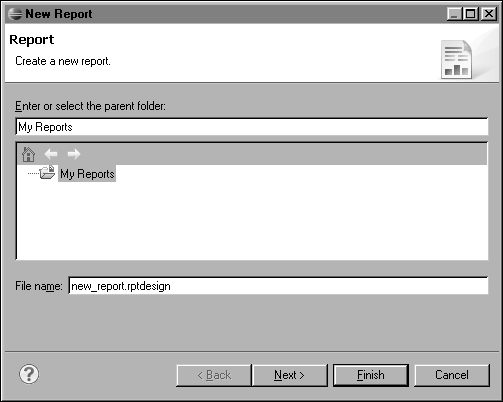 New Report
Report
Create a new report.
Enter or select the parent folder:
My Reports
My Reports
File name: new_report.rptdesign
?
< Back Next > Finish Cancel